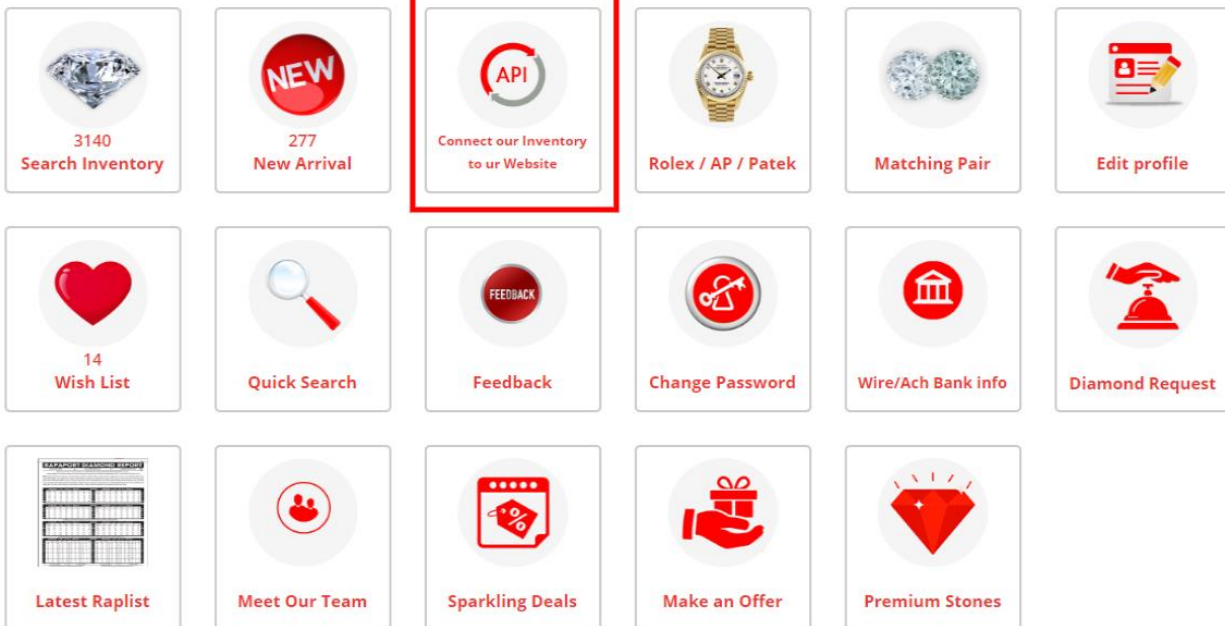 NEW
API
3140
Search Inventory
277
New Arrival
Connect our Inventory
to ur Website
Rolex / AP / Patek
Matching Pair
Edit profile
FEEDBACK
14
Wish List
Quick Search
Feedback
Change Password
Wire/Ach Bank info
Diamond Request
RAPAPORT DIAMOND REPORT
%
Latest Raplist
Meet Our Team
Sparkling Deals
Make an Offer
Premium Stones